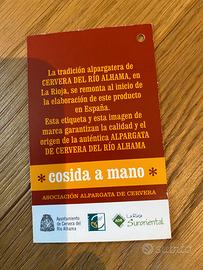 La tradición alpargatera de
CERVERA DEL RÍO ALHAMA, en
La Rioja, se remonta al inicio de
la elaboración de este producto
en España.
Esta etiqueta y esta imagen de
marca garantizan la calidad y el
origen de la auténtica ALPARGATA
DE CERVERA DEL RÍO ALHAMA
* cosida a mano *
ASOCIACIÓN ALPARGATA DE CERVERA
Ayuntamiento
de Cervera del
Río Alhama
ADR
La Rioja
Suroriental
subito